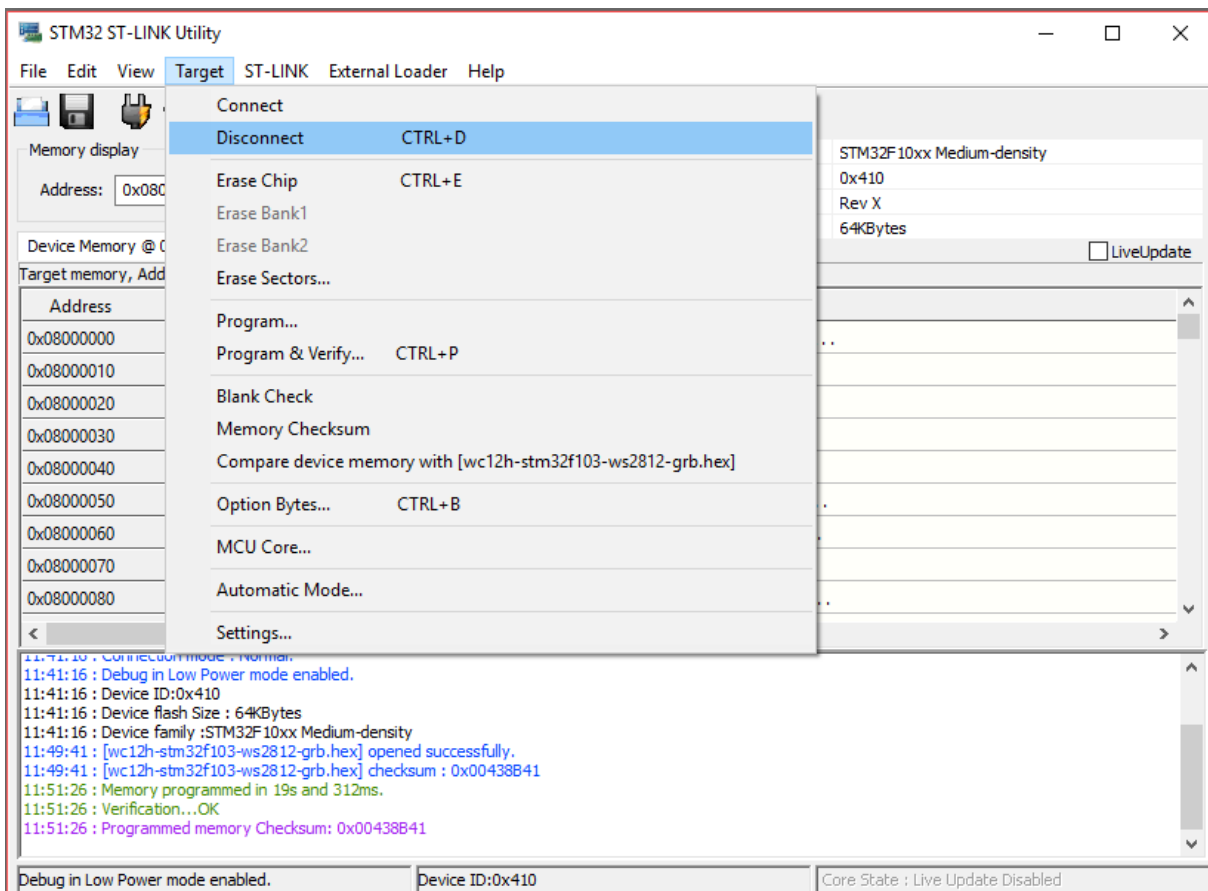 STM32 ST-LINK Utility
File Edit View Target ST-LINK External Loader Help
Connect
Disconnect CTRL+D
Erase Chip CTRL+E
Erase Bank1
Erase Bank2
Erase Sectors...
Program...
Program & Verify... CTRL+P
Blank Check
Memory Checksum
Compare device memory with [wc12h-stm32f103-ws2812-grb.hex]
Option Bytes... CTRL+B
MCU Core...
Automatic Mode...
Settings...
Memory display
Address: 0x080
STM32F10xx Medium-density
0x410
Rev X
64KBytes
Device Memory @ 0
LiveUpdate
Target memory, Add
Address
0x08000000 ..
0x08000010
0x08000020
0x08000030
0x08000040
0x08000050 .
0x08000060 .
0x08000070
0x08000080 ..
11:41:16 : Connection mode : Normal.
11:41:16 : Debug in Low Power mode enabled.
11:41:16 : Device ID:0x410
11:41:16 : Device flash Size : 64KBytes
11:41:16 : Device family :STM32F10xx Medium-density
11:49:41 : [wc12h-stm32f103-ws2812-grb.hex] opened successfully.
11:49:41 : [wc12h-stm32f103-ws2812-grb.hex] checksum : 0x00438B41
11:51:26 : Memory programmed in 19s and 312ms.
11:51:26 : Verification...OK
11:51:26 : Programmed memory Checksum: 0x00438B41
Debug in Low Power mode enabled. Device ID:0x410 Core State : Live Update Disabled